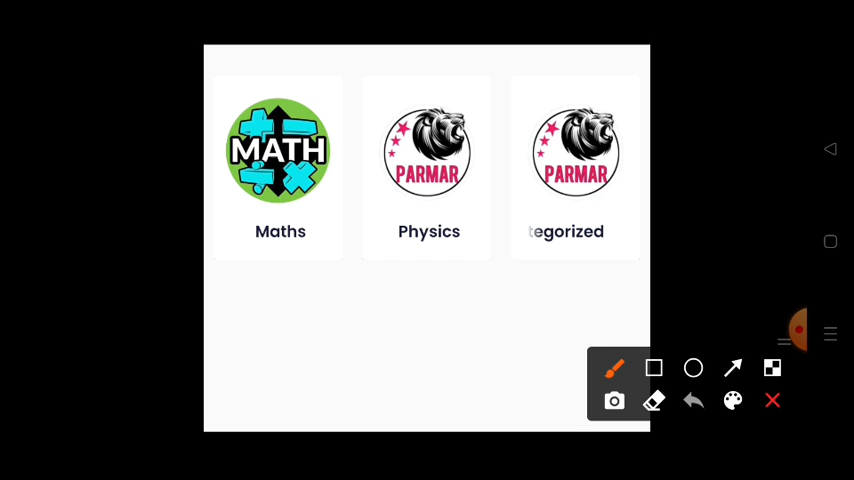 MATH
Maths
PARMAR
Physics
PARMAR
tegorized